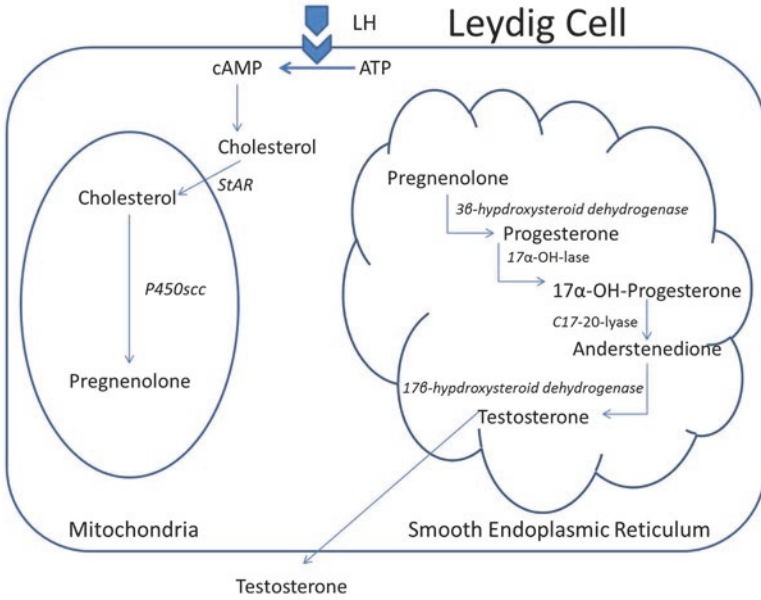 LH
Leydig Cell
cAMP
ATP
Cholesterol
StAR
Cholesterol
P450scc
Pregnenolone
Mitochondria
Pregnenolone
3β-hypdroxysteroid dehydrogenase
Progesterone
17α-OH-lase
17α-OH-Progesterone
C17-20-lyase
Anderstenedione
17β-hypdroxysteroid dehydrogenase
Testosterone
Smooth Endoplasmic Reticulum
Testosterone